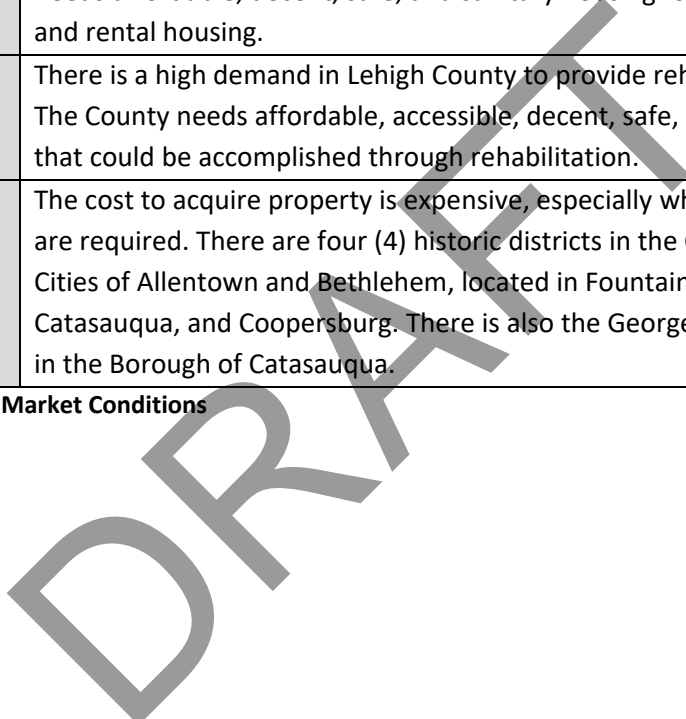 and rental housing.
There is a high demand in Lehigh County to provide
The County needs affordable, accessible, decent, safe,
that could be accomplished through rehabilitation.
The cost to acquire property is expensive, especially
are required. There are four (4) historic districts in the
Cities of Allentown and Bethlehem, located in Fountain
Catasauqua, and Coopersburg. There is also the George
in the Borough of Catasauqua.
Market Conditions
DRAFT